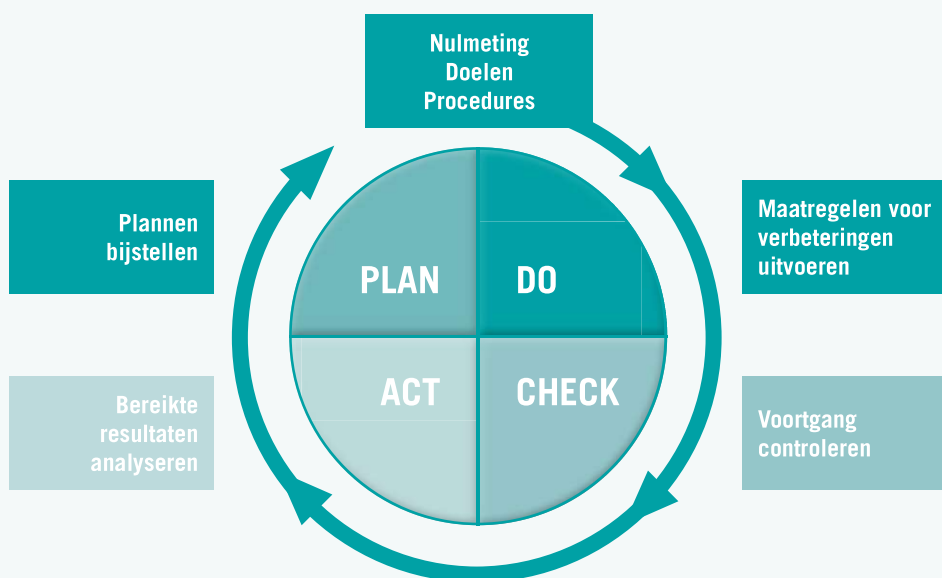 Nulmeting
Doelen
Procedures
Plannen
bijstellen
Maatregelen voor
verbeteringen
uitvoeren
PLAN
DO
ACT
CHECK
Bereikte
resultaten
analyseren
Voortgang
controleren